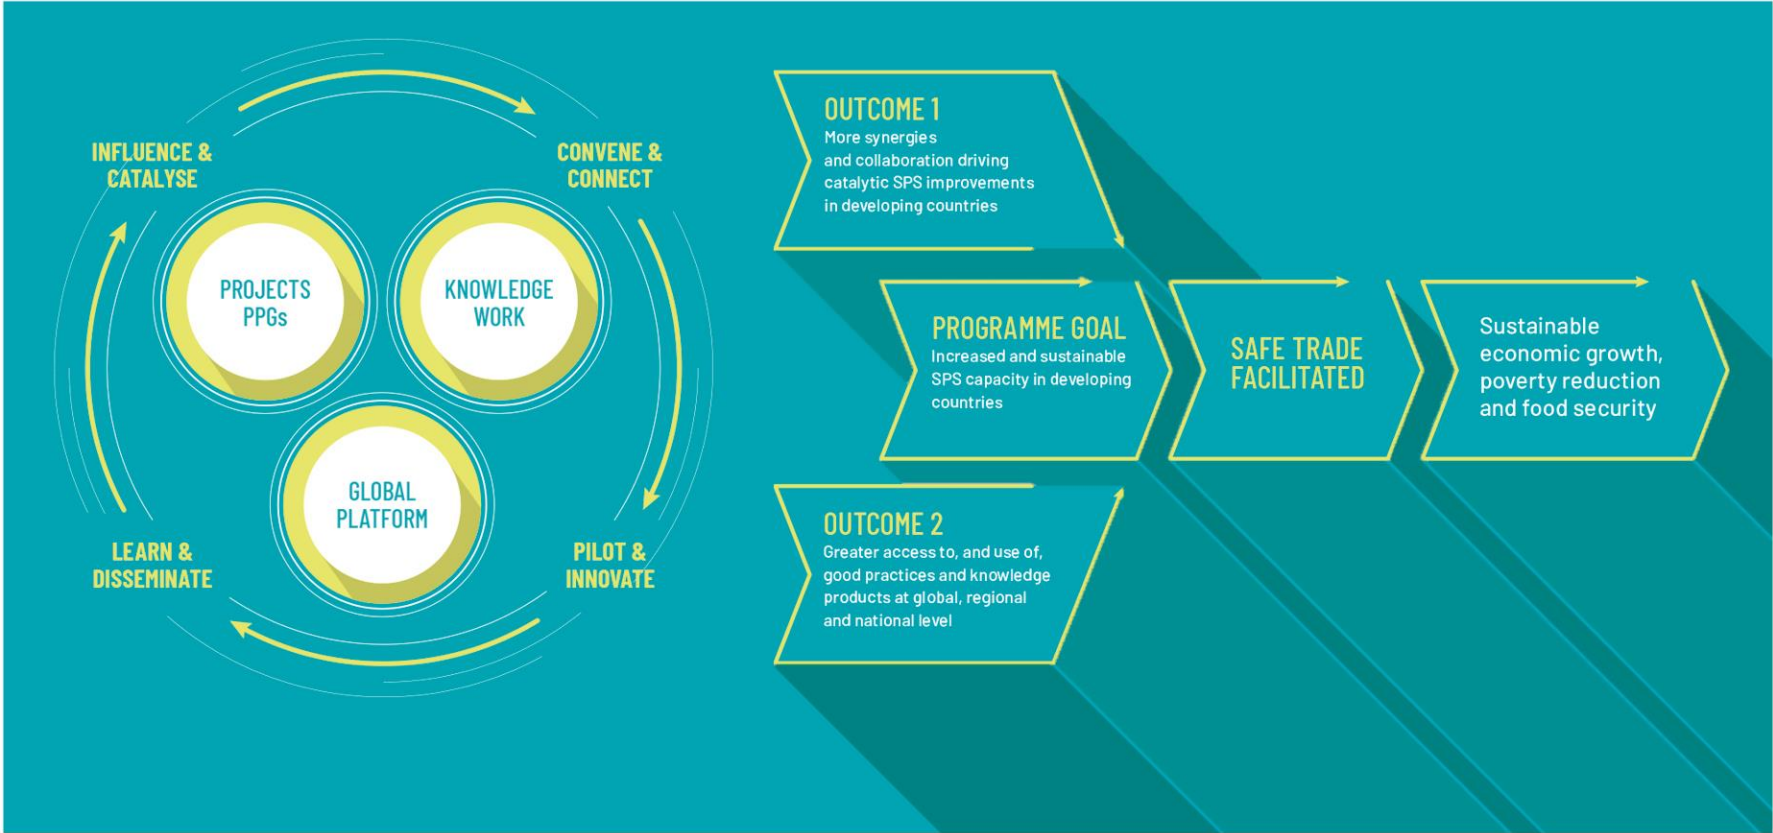 INFLUENCE &
CATALYSE
CONVENE &
CONNECT
PROJECTS
PPGs
KNOWLEDGE
WORK
GLOBAL
PLATFORM
LEARN &
DISSEMINATE
PILOT &
INNOVATE
OUTCOME 1
More synergies
and collaboration driving
catalytic SPS improvements
in developing countries
PROGRAMME GOAL
Increased and sustainable
SPS capacity in developing
countries
SAFE TRADE
FACILITATED
Sustainable
economic growth,
poverty reduction
and food security
OUTCOME 2
Greater access to, and use of,
good practices and knowledge
products at global, regional
and national level